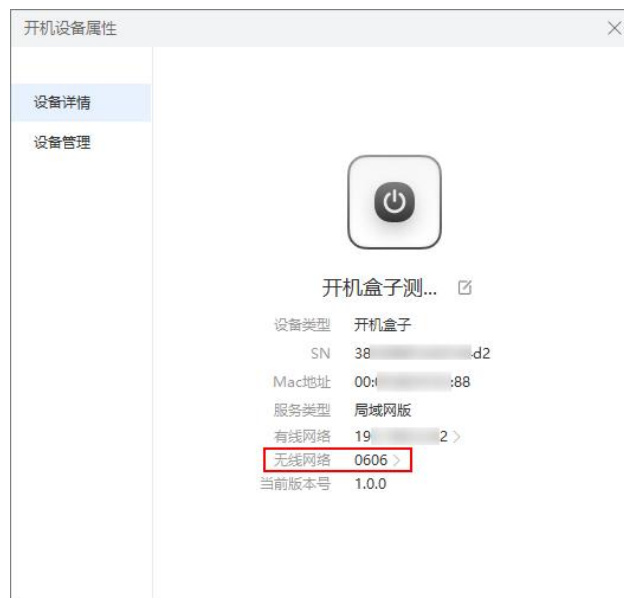 开机设备属性
设备详情
设备管理
开机盒子测...
设备类型 开机盒子
SN 38 d2
Mac地址 00: :88
服务类型 局域网版
有线网络 19 2 >
无线网络 0606 >
当前版本号 1.0.0